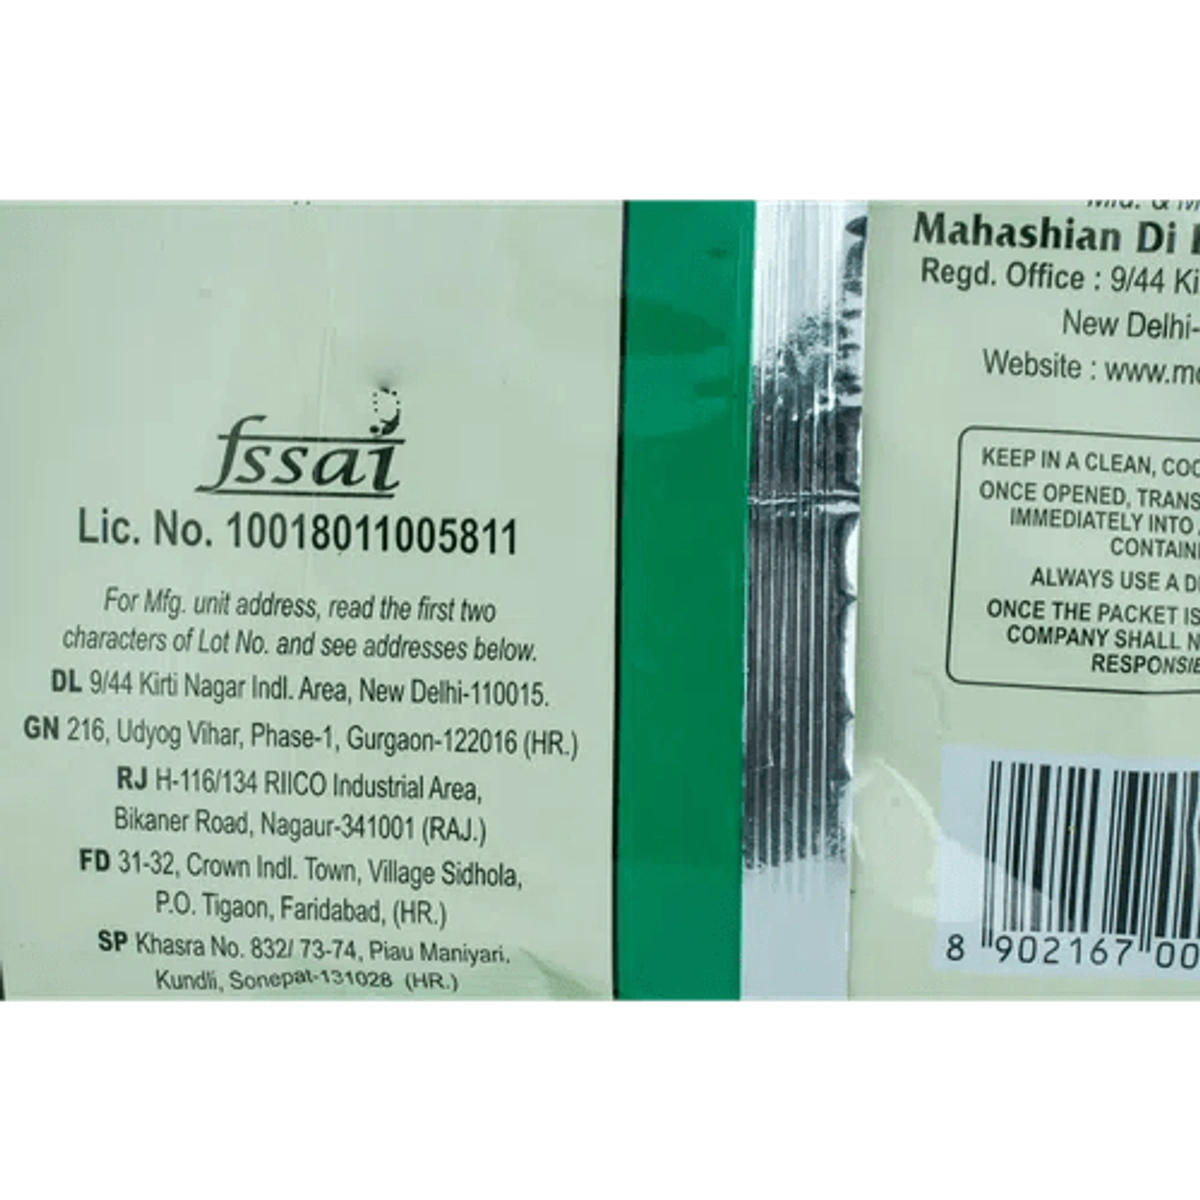 fssai
Lic. No. 10018011005811
For Mfg. unit address, read the first two
characters of Lot No. and see addresses below.
DL 9/44 Kirti Nagar Indl. Area, New Delhi-110015.
GN 216, Udyog Vihar, Phase-1, Gurgaon-122016 (HR.)
RJ H-116/134 RIICO Industrial Area,
Bikaner Road, Nagaur-341001 (RAJ.)
FD 31-32, Crown Indl. Town, Village Sidhola,
P.O. Tigaon, Faridabad, (HR.)
SP Khasra No. 832/ 73-74, Piau Maniyari,
Kundli, Sonepat-131028 (HR.)
Mahashian Di
Regd. Office : 9/44 Ki
New Delhi-
Website : www.m
KEEP IN A CLEAN, COO
ONCE OPENED, TRANS
IMMEDIATELY INTO
CONTAIN
ALWAYS USE A D
ONCE THE PACKET IS
COMPANY SHALL N
RESPONSI
8 902167 00